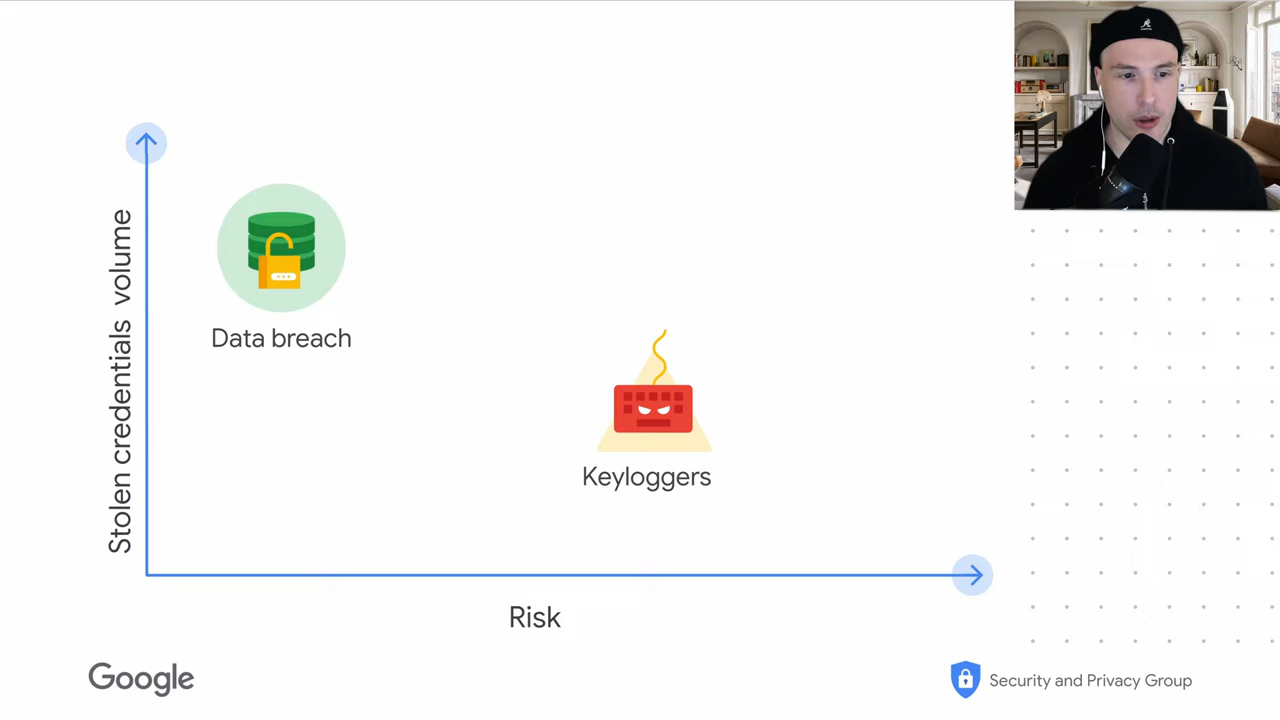 Stolen credentials volume
Data breach
Keyloggers
Risk
Google
Security and Privacy Group